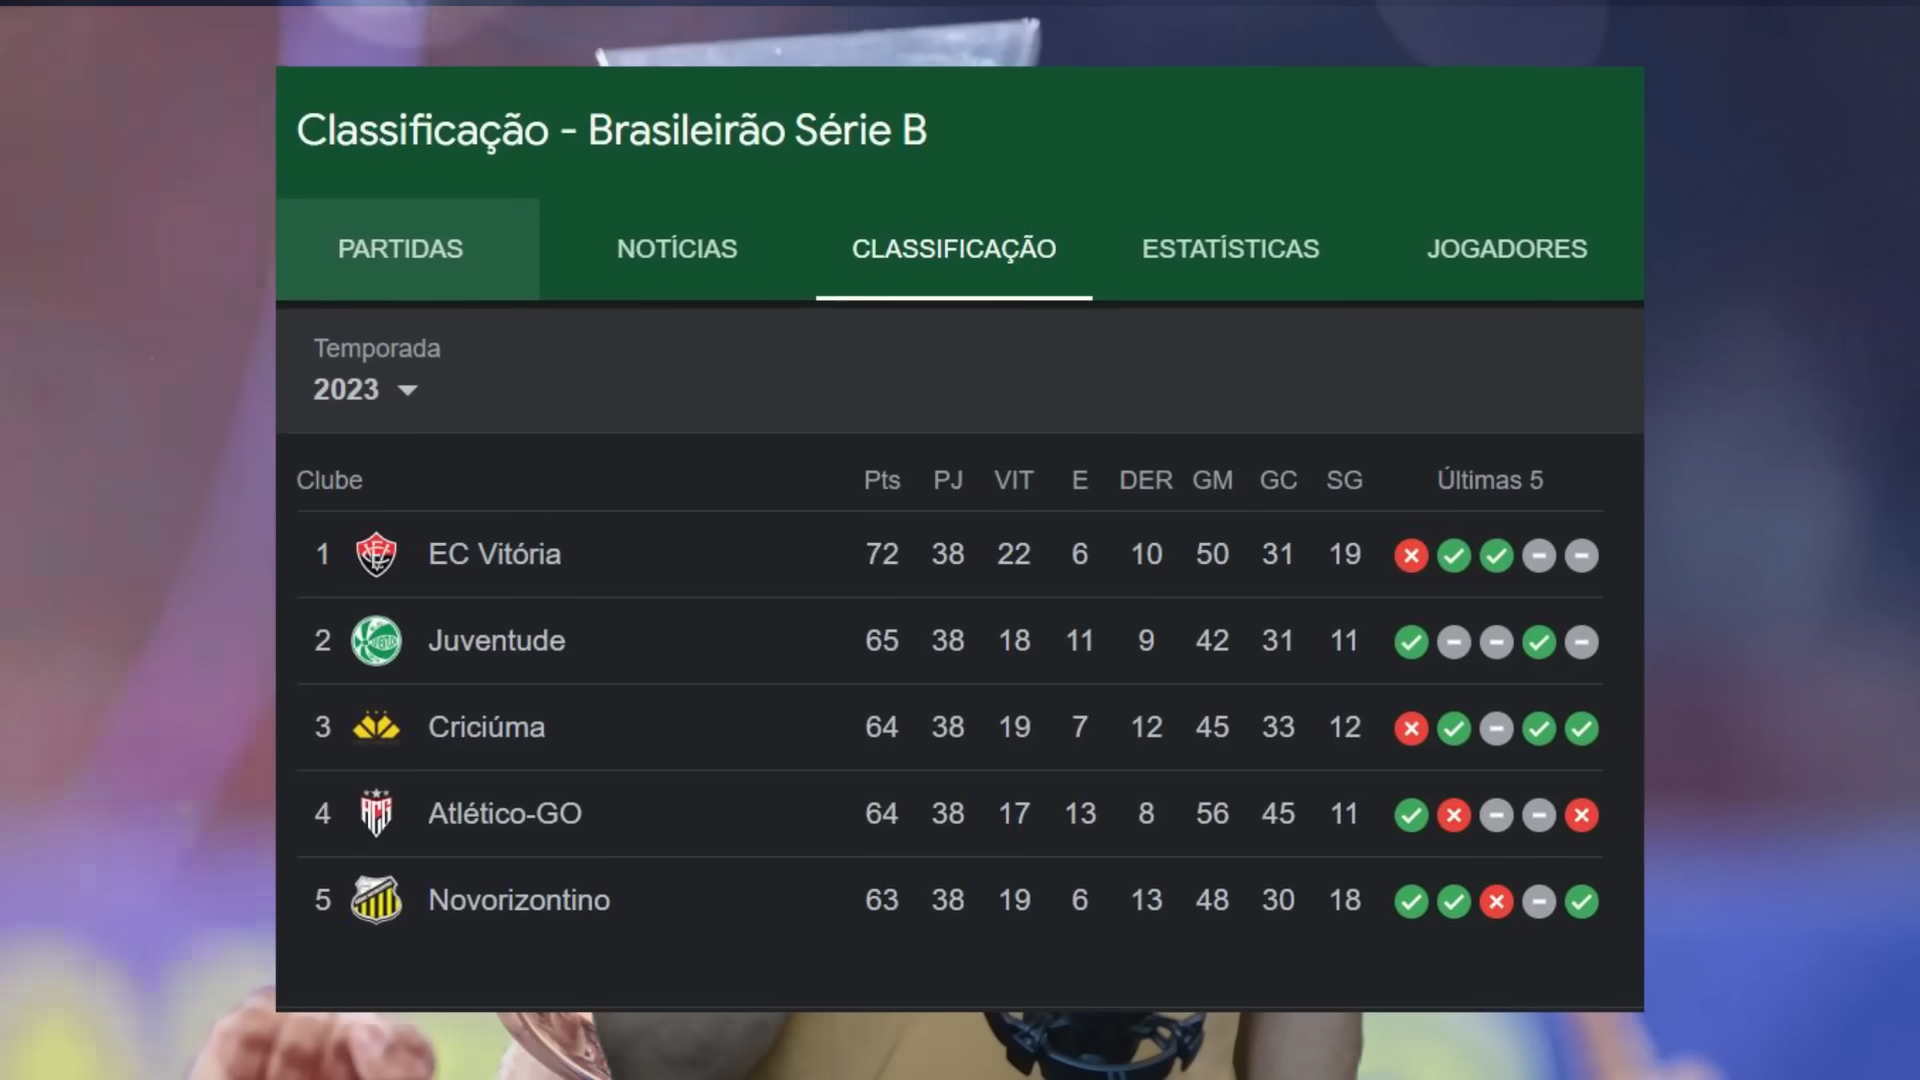 Classificação - Brasileirão Série B
PARTIDAS NOTÍCIAS CLASSIFICAÇÃO ESTATÍSTICAS JOGADORES
Temporada
2023
Clube Pts PJ VIT E DER GM GC SG Últimas 5
1 EC Vitória 72 38 22 6 10 50 31 19
2 Juventude 65 38 18 11 9 42 31 11
3 Criciúma 64 38 19 7 12 45 33 12
4 Atlético-GO 64 38 17 13 8 56 45 11
5 Novorizontino 63 38 19 6 13 48 30 18